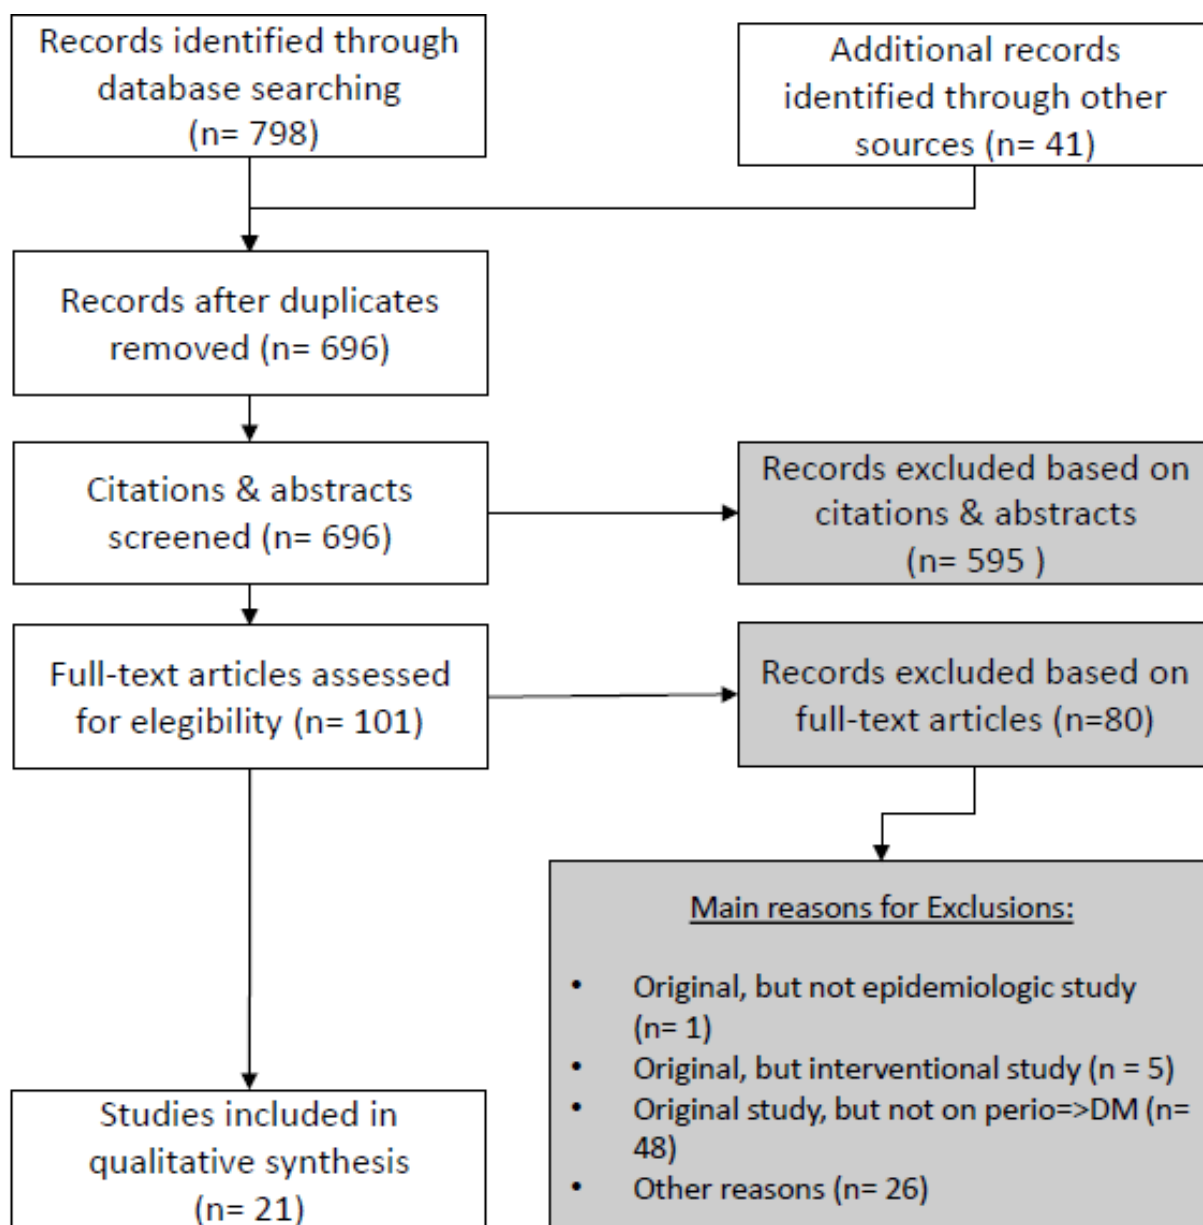 Records identified through
database searching
(n= 798)
Additional records
identified through other
sources (n= 41)
Records after duplicates
removed (n= 696)
Citations & abstracts
screened (n= 696)
Records excluded based on
citations & abstracts
(n= 595 )
Full-text articles assessed
for elegibility (n= 101)
Records excluded based on
full-text articles (n=80)
Main reasons for Exclusions:
• Original, but not epidemiologic study
(n= 1)
• Original, but interventional study (n = 5)
• Original study, but not on perio=>DM (n=
48)
• Other reasons (n= 26)
Studies included in
qualitative synthesis
(n= 21)